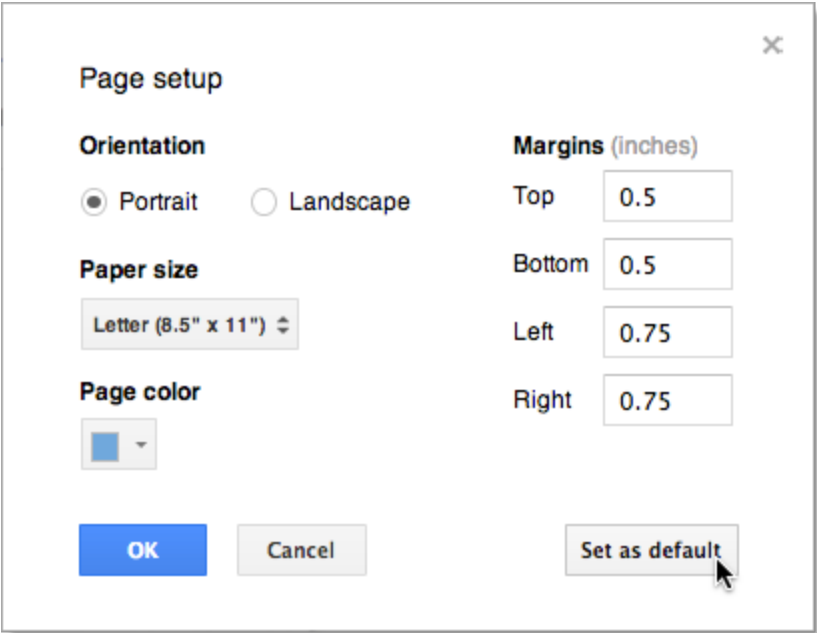 Page setup
Orientation
Portrait Landscape
Paper size
Letter (8.5" x 11")
Page color
Margins (inches)
Top 0.5
Bottom 0.5
Left 0.75
Right 0.75
OK Cancel Set as default